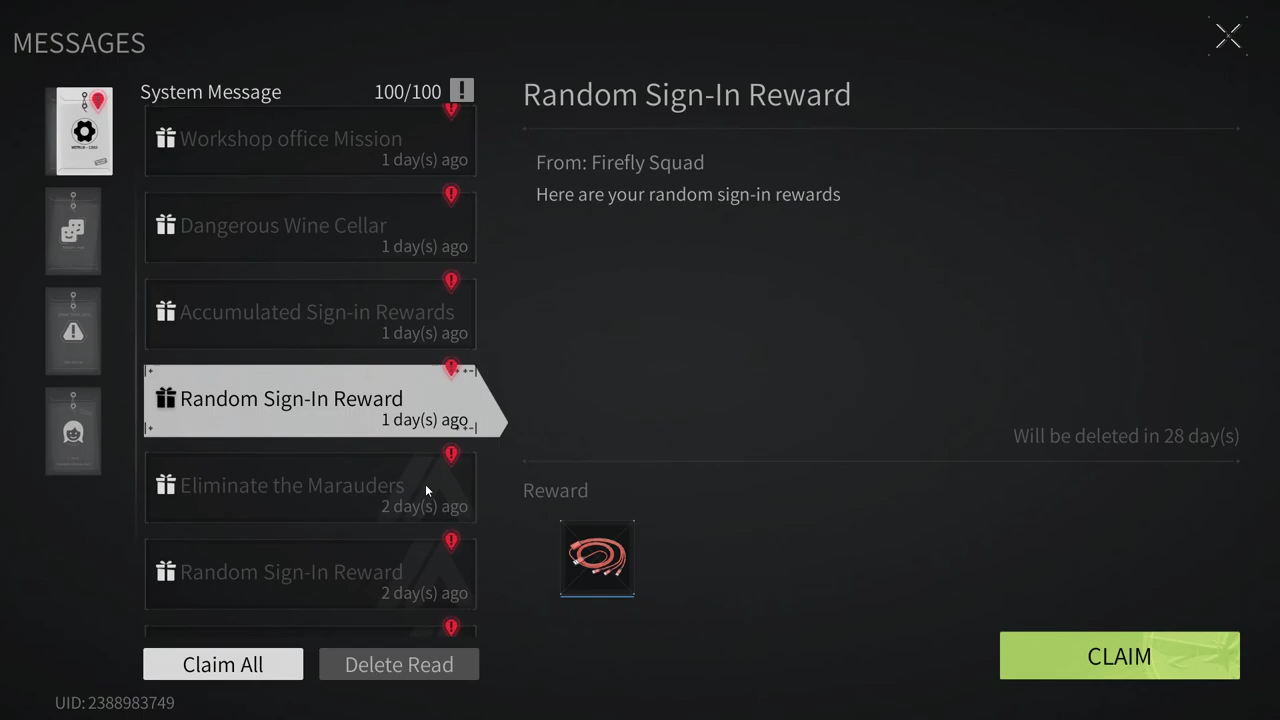 MESSAGES
System Message 100/100
Workshop office Mission
1 day(s) ago
Dangerous Wine Cellar
1 day(s) ago
Accumulated Sign-in Rewards
1 day(s) ago
Random Sign-In Reward
1 day(s) ago
Eliminate the Marauders
2 day(s) ago
Random Sign-In Reward
2 day(s) ago
Claim All
Delete Read
UID: 2388983749
Random Sign-In Reward
From: Firefly Squad
Here are your random sign-in rewards
Will be deleted in 28 day(s)
Reward
CLAIM